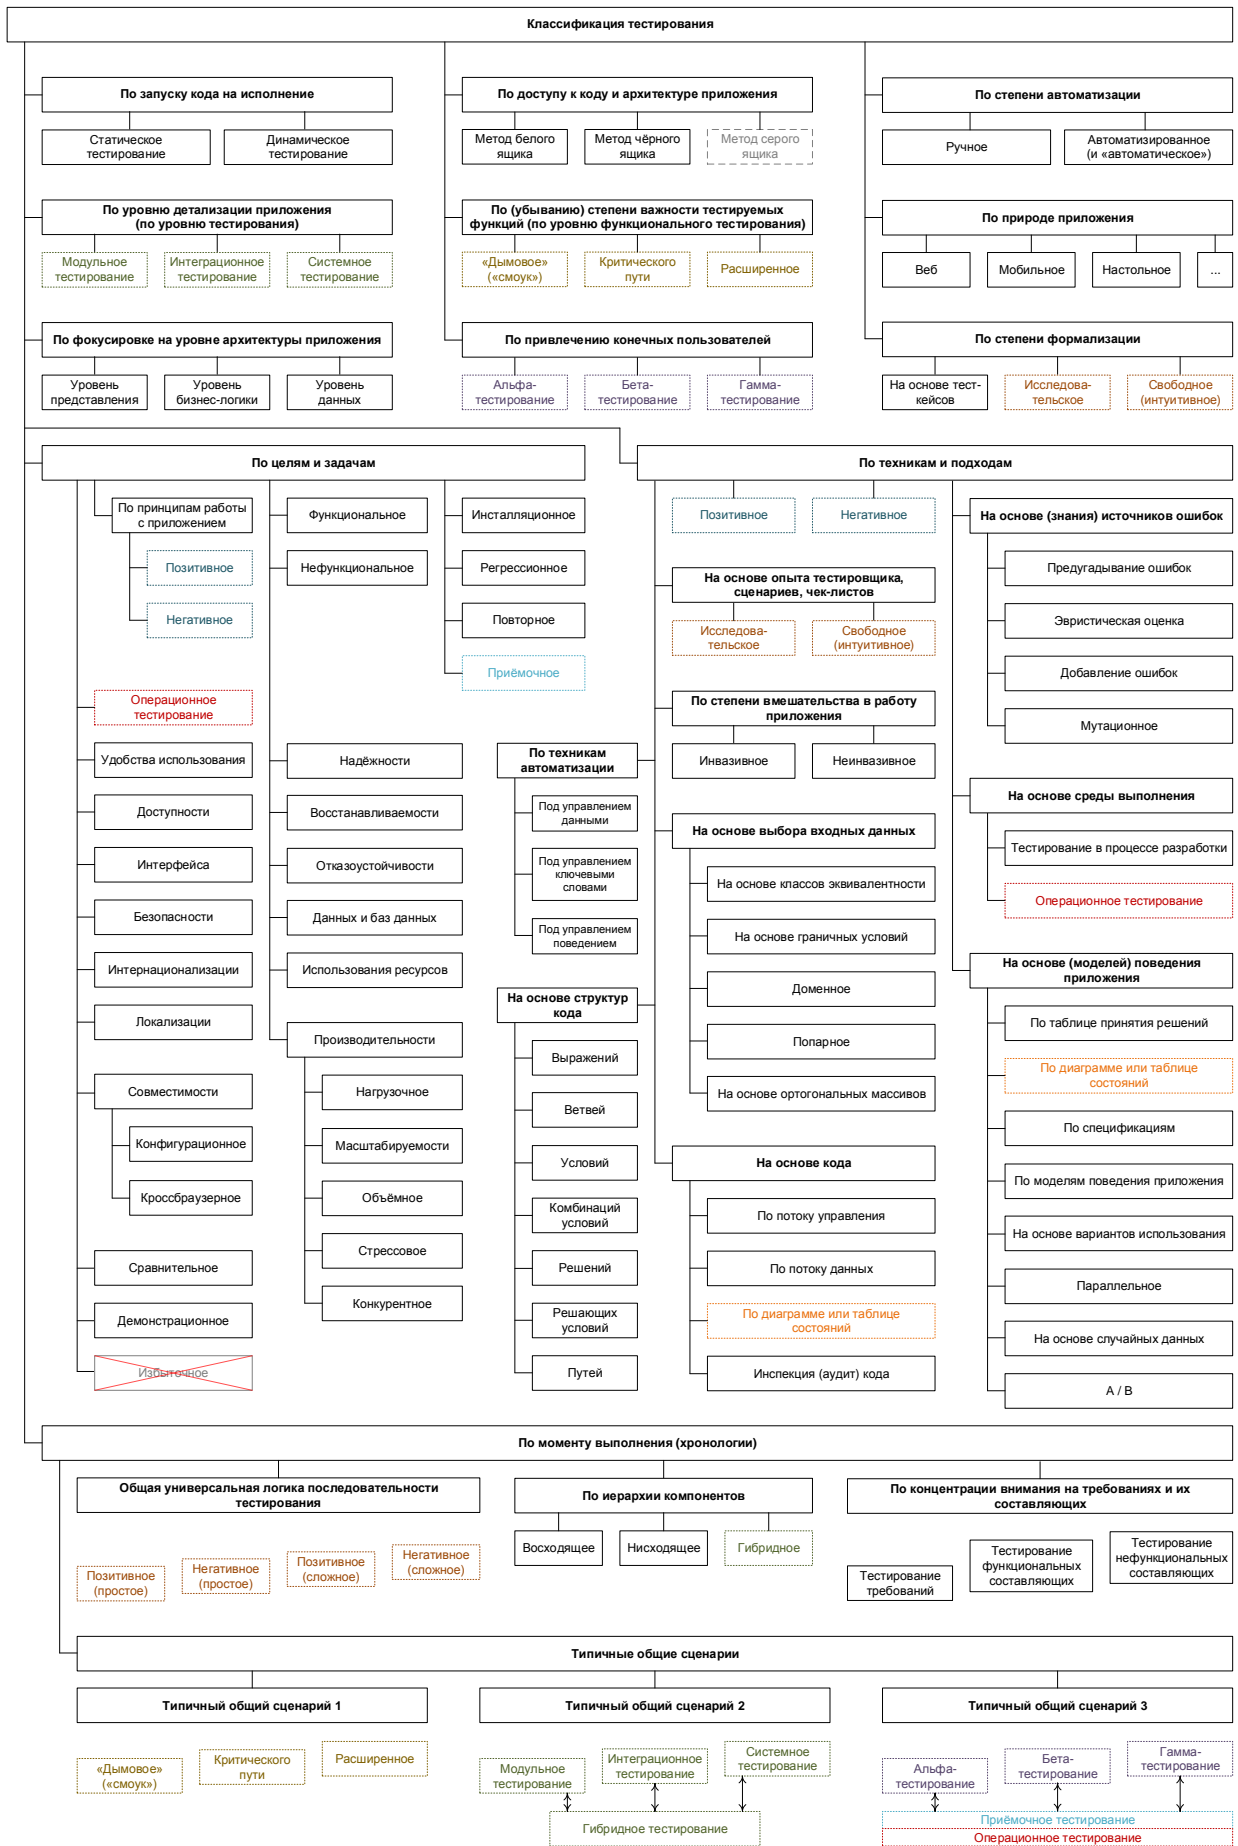 Классификация тестирования
По запуску кода на исполнение
Статическое
тестирование
Динамическое
тестирование
По доступу к коду и архитектуре приложения
Метод белого
ящика
Метод чёрного
ящика
Метод серого
ящика
По степени автоматизации
Ручное
Автоматизированное
(и «автоматическое»)
По уровню детализации приложения
(по уровню тестирования)
Модульное
тестирование
Интеграционное
тестирование
Системное
тестирование
По (убыванию) степени важности тестируемых
функций (по уровню функционального тестирования)
«Дымовое»
(«смоук»)
Критического
пути
Расширенное
По природе приложения
Веб
Мобильное
Настольное
...
По фокусировке на уровне архитектуры приложения
Уровень
представления
Уровень
бизнес-логики
Уровень
данных
По привлечению конечных пользователей
Альфа-
тестирование
Бета-
тестирование
Гамма-
тестирование
По степени формализации
На основе тест-
кейсов
Исследова-
тельское
Свободное
(интуитивное)
По целям и задачам
По принципам работы
с приложением
Позитивное
Негативное
Функциональное
Нефункциональное
Инсталляционное
Регрессионное
Повторное
Приёмочное
Операционное
тестирование
Удобства использования
Доступности
Интерфейса
Безопасности
Интернационализации
Локализации
Совместимости
Конфигурационное
Кроссбраузерное
Сравнительное
Демонстрационное
Избыточное
Надёжности
Восстанавливаемости
Отказоустойчивости
Данных и баз данных
Использования ресурсов
Производительности
Нагрузочное
Масштабируемости
Объёмное
Стрессовое
Конкурентное
По техникам и подходам
Позитивное
Негативное
На основе опыта тестировщика,
сценариев, чек-листов
Исследова-
тельское
Свободное
(интуитивное)
По степени вмешательства в работу
приложения
Инвазивное
Неинвазивное
По техникам
автоматизации
Под управлением
данными
Под управлением
ключевыми
словами
Под управлением
поведением
На основе выбора входных данных
На основе классов эквивалентности
На основе граничных условий
Доменное
Попарное
На основе ортогональных массивов
На основе структур
кода
Выражений
Ветвей
Условий
Комбинаций
условий
Решений
Решающих
условий
Путей
На основе кода
По потоку управления
По потоку данных
По диаграмме или таблице
состояний
Инспекция (аудит) кода
На основе (знания) источников ошибок
Предугадывание ошибок
Эвристическая оценка
Добавление ошибок
Мутационное
На основе среды выполнения
Тестирование в процессе разработки
Операционное тестирование
На основе (моделей) поведения
приложения
По таблице принятия решений
По диаграмме или таблице
состояний
По спецификациям
По моделям поведения приложения
На основе вариантов использования
Параллельное
На основе случайных данных
A / B
По моменту выполнения (хронологии)
Общая универсальная логика последовательности
тестирования
Позитивное
(простое)
Негативное
(простое)
Позитивное
(сложное)
Негативное
(сложное)
По иерархии компонентов
Восходящее
Нисходящее
Гибридное
По концентрации внимания на требованиях и их
составляющих
Тестирование
требований
Тестирование
функциональных
составляющих
Тестирование
нефункциональных
составляющих
Типичные общие сценарии
Типичный общий сценарий 1
«Дымовое»
(«смоук»)
Критического
пути
Расширенное
Типичный общий сценарий 2
Модульное
тестирование
Интеграционное
тестирование
Системное
тестирование
Гибридное тестирование
Типичный общий сценарий 3
Альфа-
тестирование
Бета-
тестирование
Гамма-
тестирование
Приёмочное тестирование
Операционное тестирование